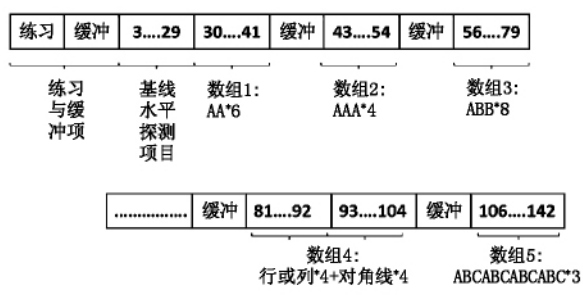 练习 缓冲 3....29 30....41 缓冲 43....54 缓冲 56....79
练习
与缓
冲项
基线
水平
探测
项目
数组1:
AA*6
数组2:
AAA*4
数组3:
ABB*8
............... 缓冲 81....92 93....104 缓冲 106....142
数组4:
行或列*4+对角线*4
数组5:
ABCABCABCABC*3